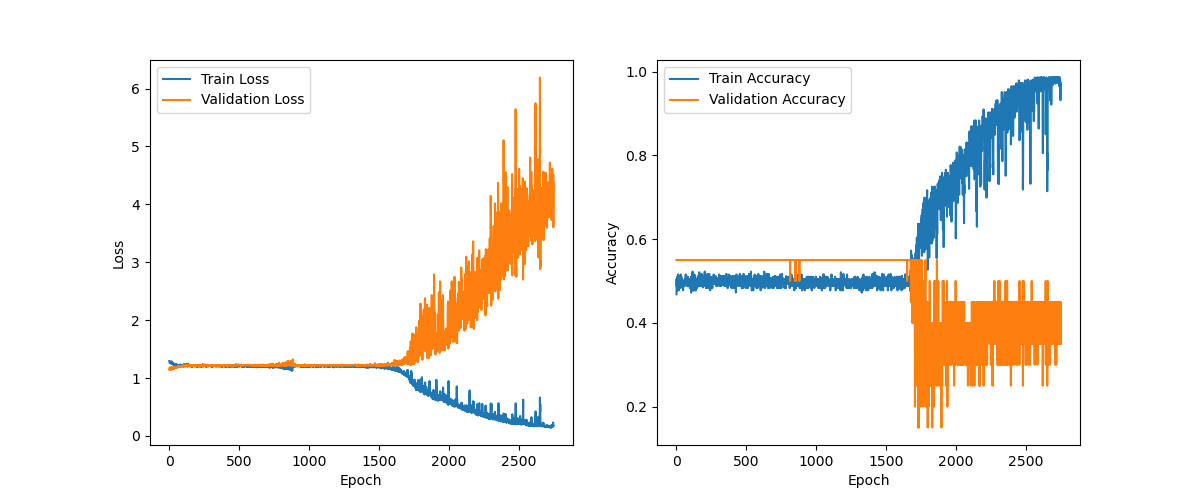 Train Loss
Validation Loss
Loss
6
5
4
3
2
1
0
0 500 1000 1500 2000 2500
Epoch
Train Accuracy
Validation Accuracy
Accuracy
1.0
0.8
0.6
0.4
0.2
0 500 1000 1500 2000 2500
Epoch